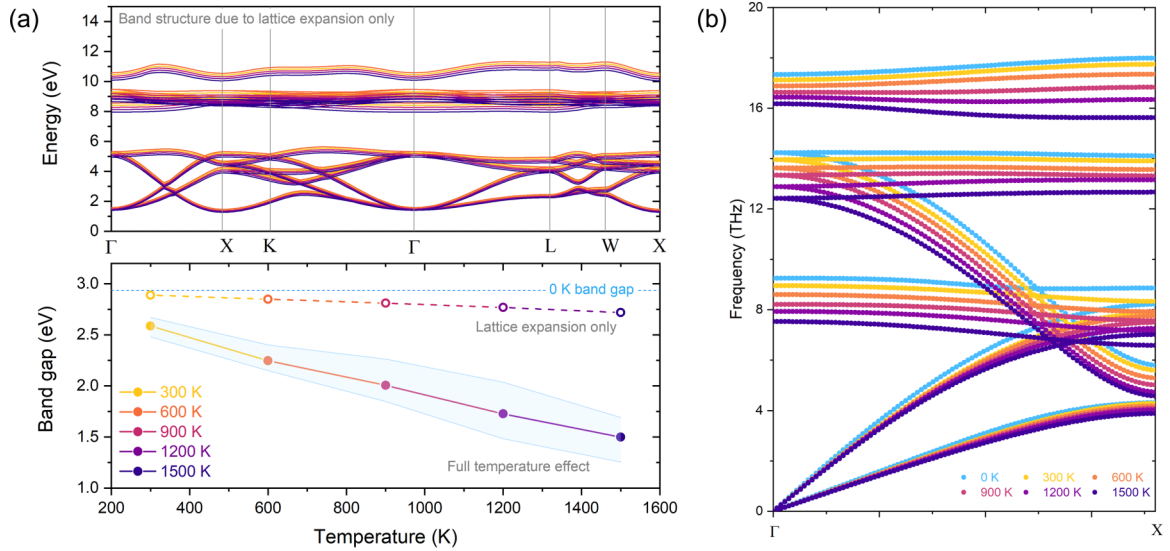 (a)
Band structure due to lattice expansion only
14
12
10
8
6
4
2
0
Energy (eV)
Γ X K Γ L W X
3.0
2.5
2.0
1.5
1.0
Band gap (eV)
0 K band gap
Lattice expansion only
300 K
600 K
900 K
1200 K
1500 K
Full temperature effect
200 400 600 800 1000 1200 1400 1600
Temperature (K)
(b)
20
16
12
8
4
0
Frequency (THz)
0 K 300 K 600 K
900 K 1200 K 1500 K
Γ X